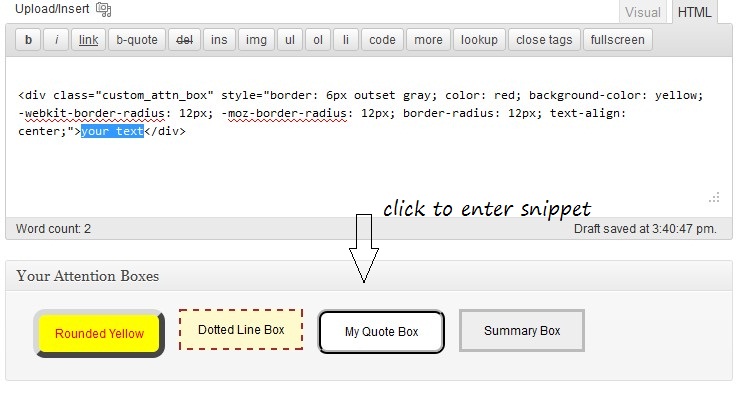 Upload/Insert
Visual HTML
b i link b-quote del ins img ul ol li code more lookup close tags fullscreen
<div class="custom_attn_box" style="border: 6px outset gray; color: red; background-color: yellow;
-webkit-border-radius: 12px; -moz-border-radius: 12px; border-radius: 12px; text-align:
center;">your text</div>
click to enter snippet
Word count: 2
Draft saved at 3:40:47 pm.
Your Attention Boxes
Rounded Yellow
Dotted Line Box
My Quote Box
Summary Box